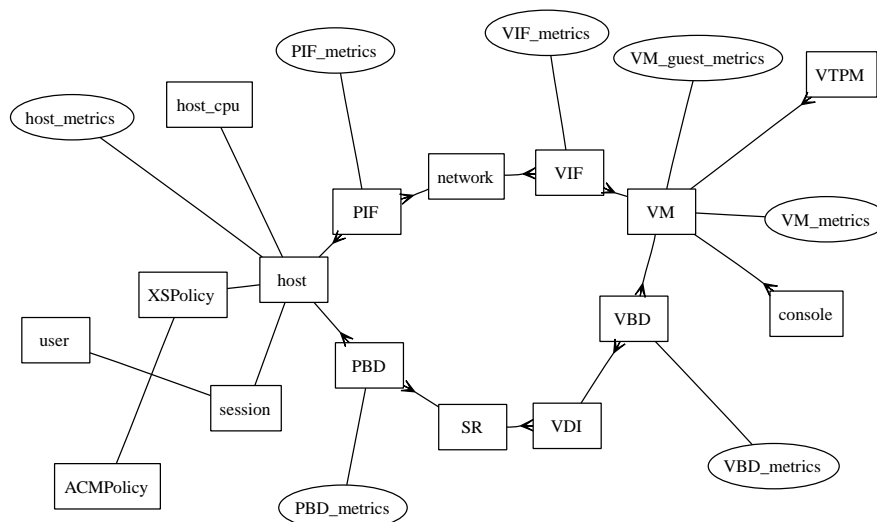 PIF_metrics
VIF_metrics
VM_guest_metrics
VTPM
host_metrics
host_cpu
network
VIF
PIF
VM
VM_metrics
host
XSPolicy
console
VBD
user
PBD
session
SR
VDI
ACMPolicy
VBD_metrics
PBD_metrics